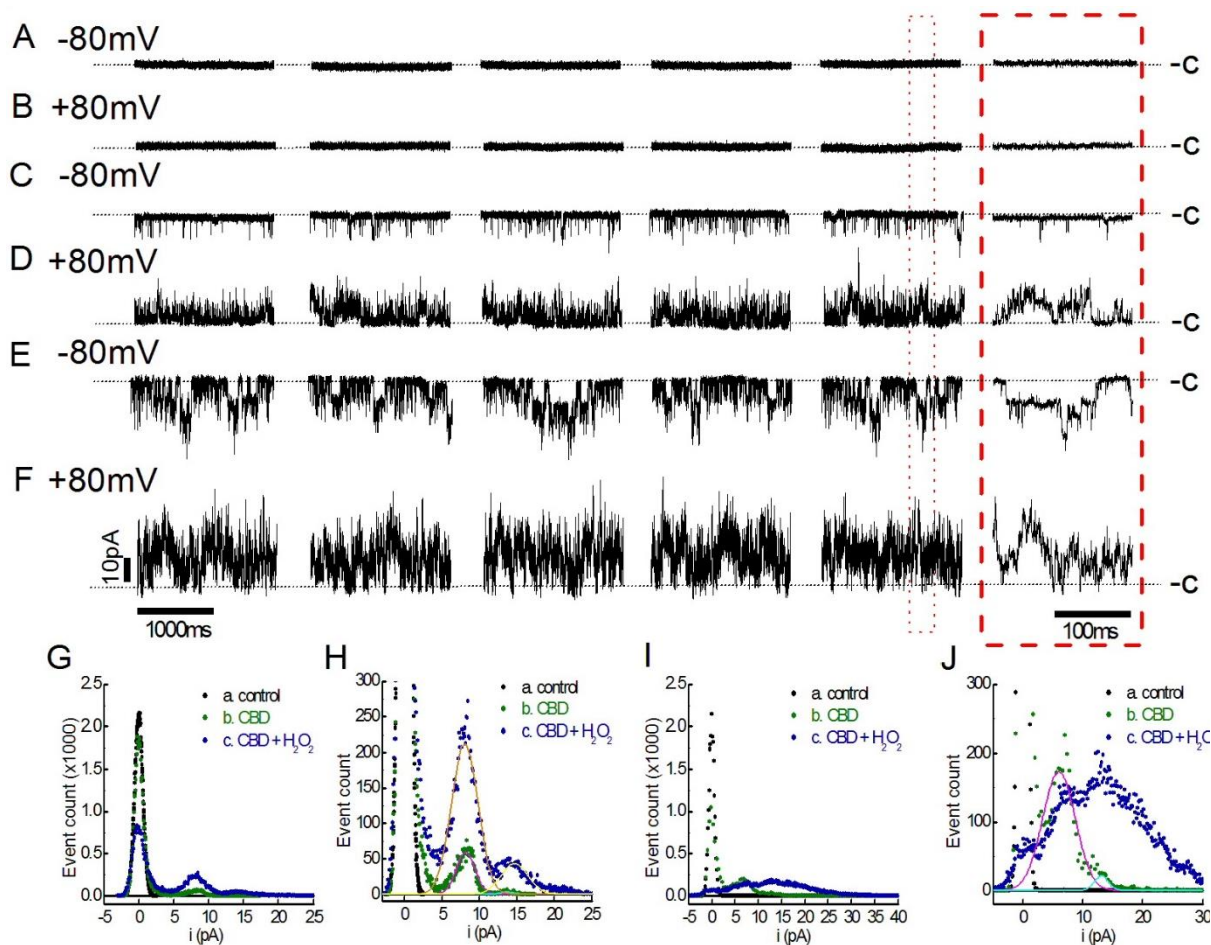 A -80mV
-c
B +80mV
-c
C -80mV
-c
D +80mV
-c
E -80mV
-c
F +80mV
10pA
-c
1000ms
100ms
G
2.5
2.0
1.5
1.0
0.5
0.0
Event count (x1000)
a. control
b. CBD
c. CBD + H2O2
-5 0 5 10 15 20 25
i (pA)
H
300
250
200
150
100
50
0
Event count
a. control
b. CBD
c. CBD + H2O2
0 5 10 15 20 25
i (pA)
I
2.5
2.0
1.5
1.0
0.5
0.0
Event count (x1000)
a. control
b. CBD
c. CBD + H2O2
-5 0 5 10 15 20 25 30 35 40
i (pA)
J
300
200
100
0
Event count
a. control
b. CBD
c. CBD + H2O2
0 10 20 30
i (pA)